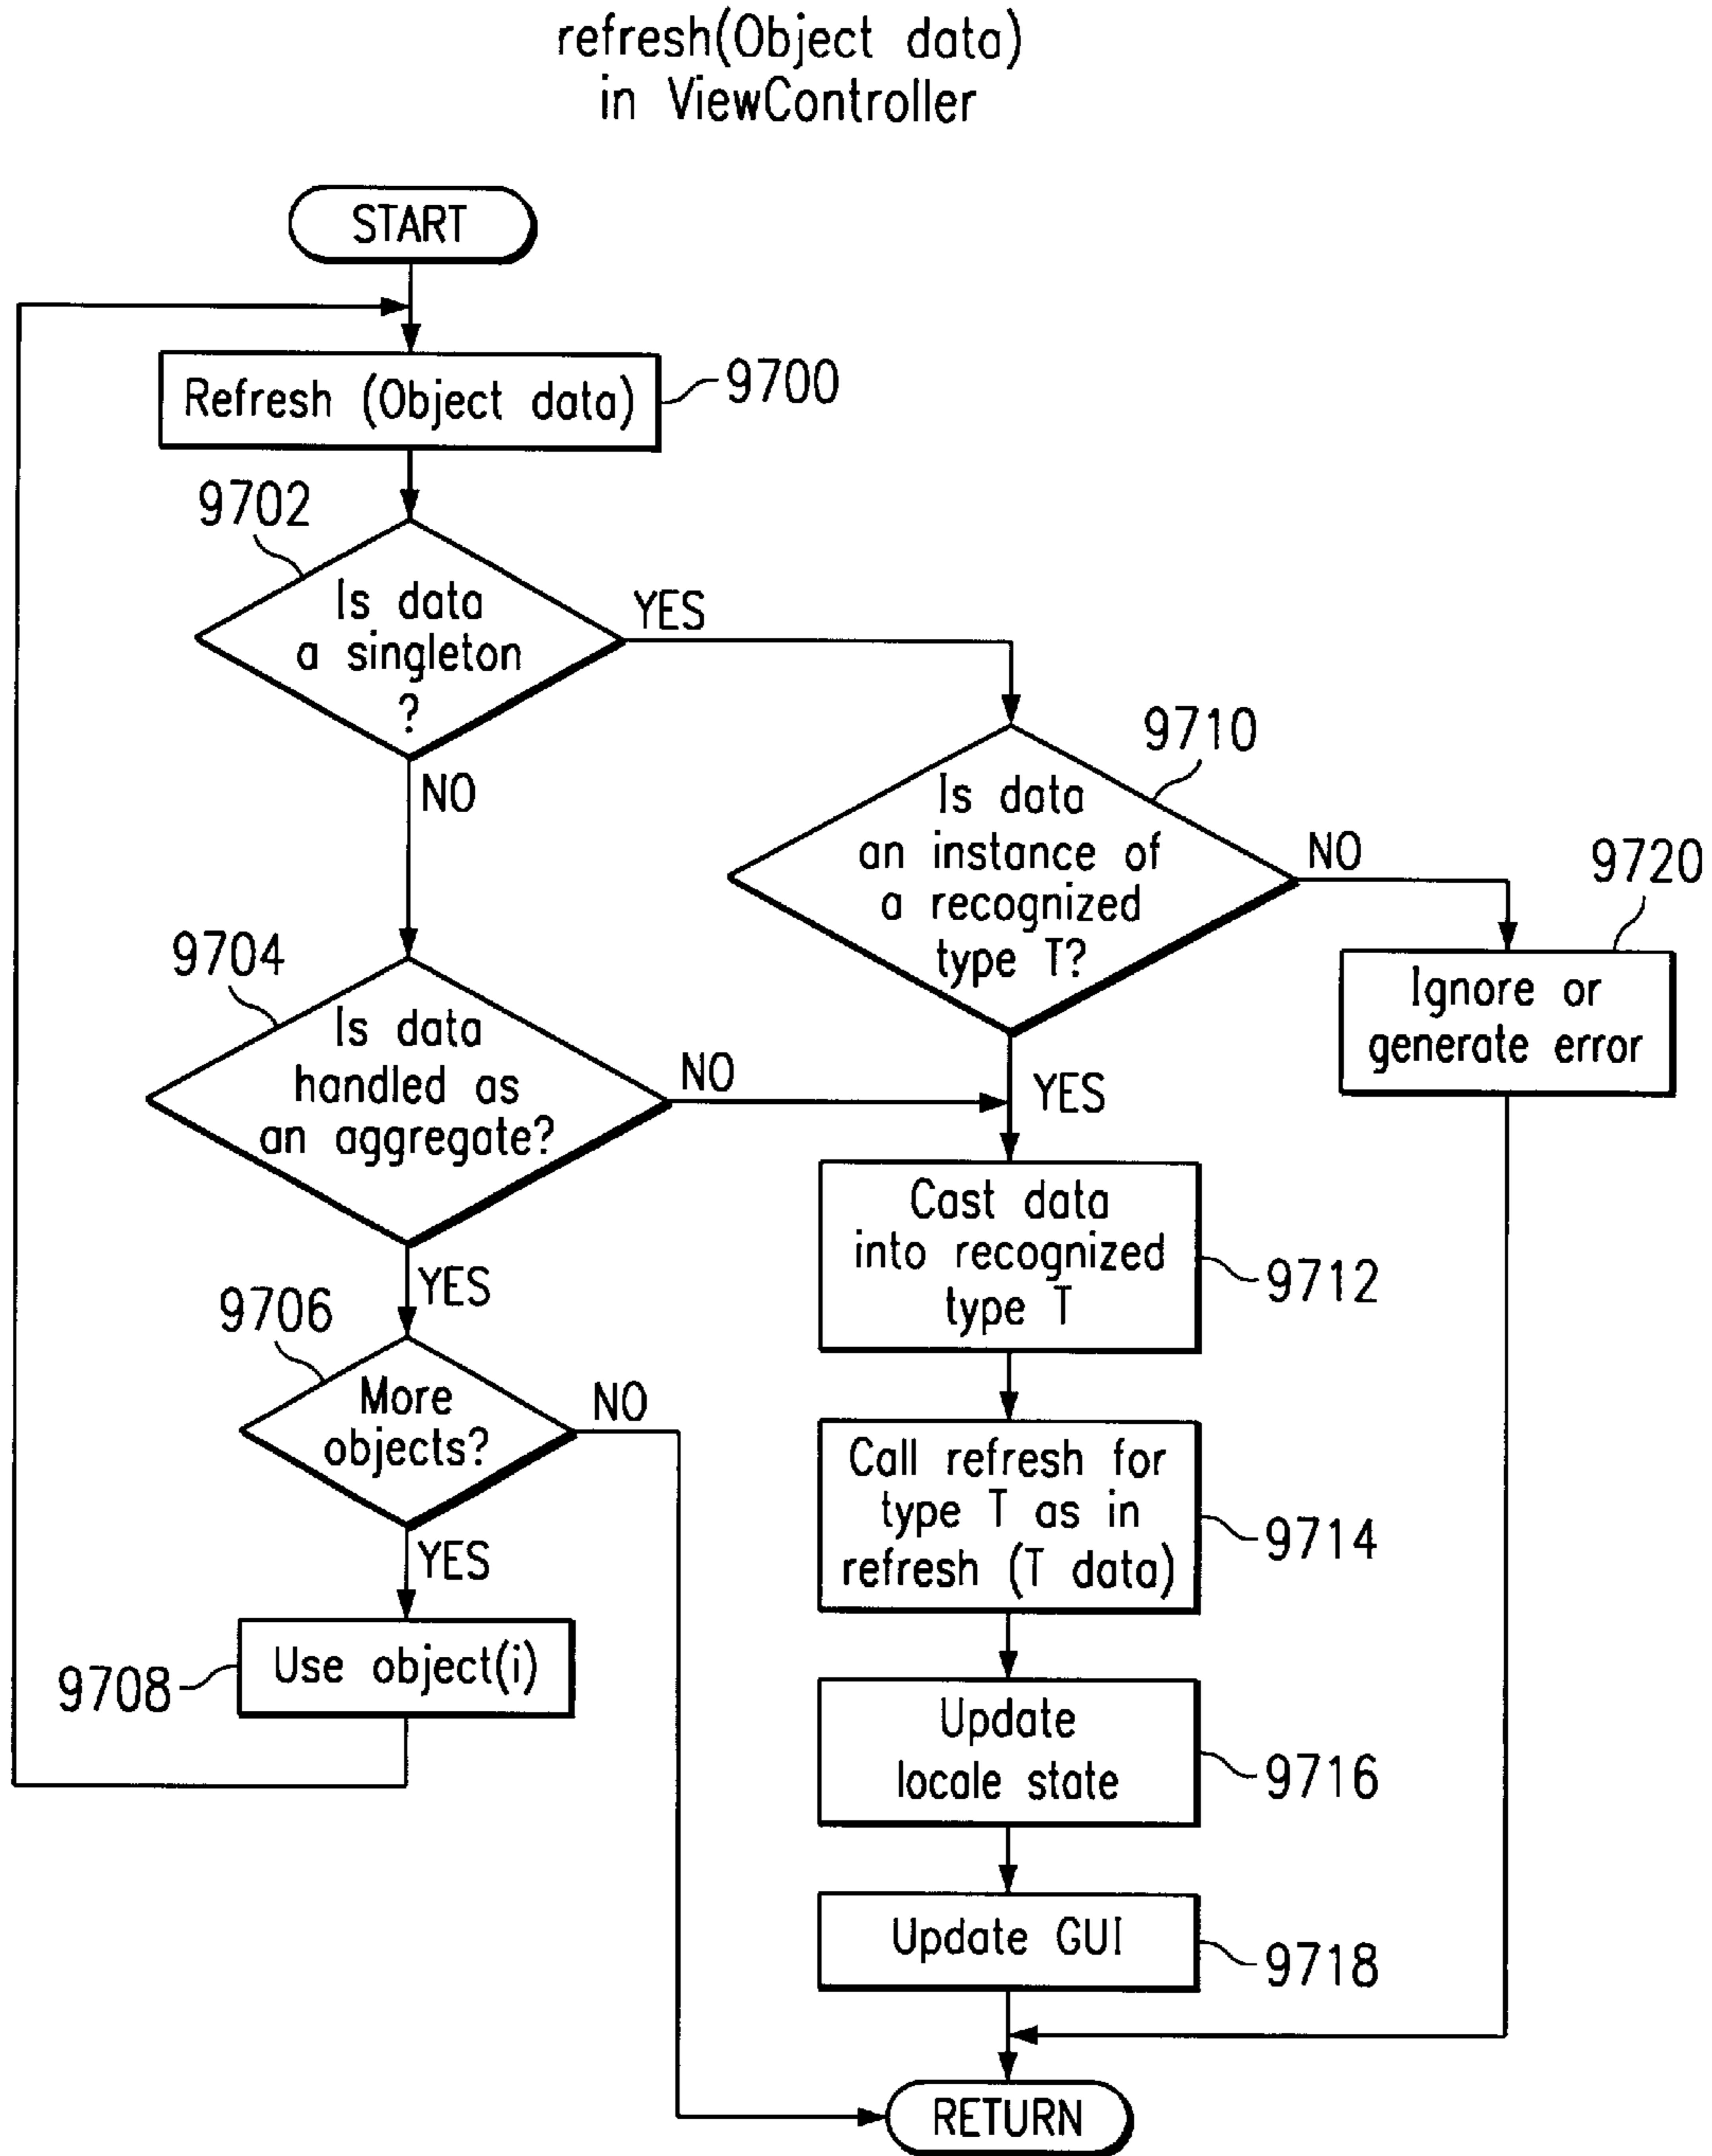 refresh(Object data)
in ViewController
START
Refresh (Object data)
9700
9702
Is data
a singleton
?
YES
NO
9710
Is data
an instance of
a recognized
type T?
NO
YES
9720
Ignore or
generate error
9704
Is data
handled as
an aggregate?
NO
YES
9706
More
objects?
NO
YES
9708
Use object(i)
Cast data
into recognized
type T
9712
Call refresh for
type T as in
refresh (T data)
9714
Update
locale state
9716
Update GUI
9718
RETURN